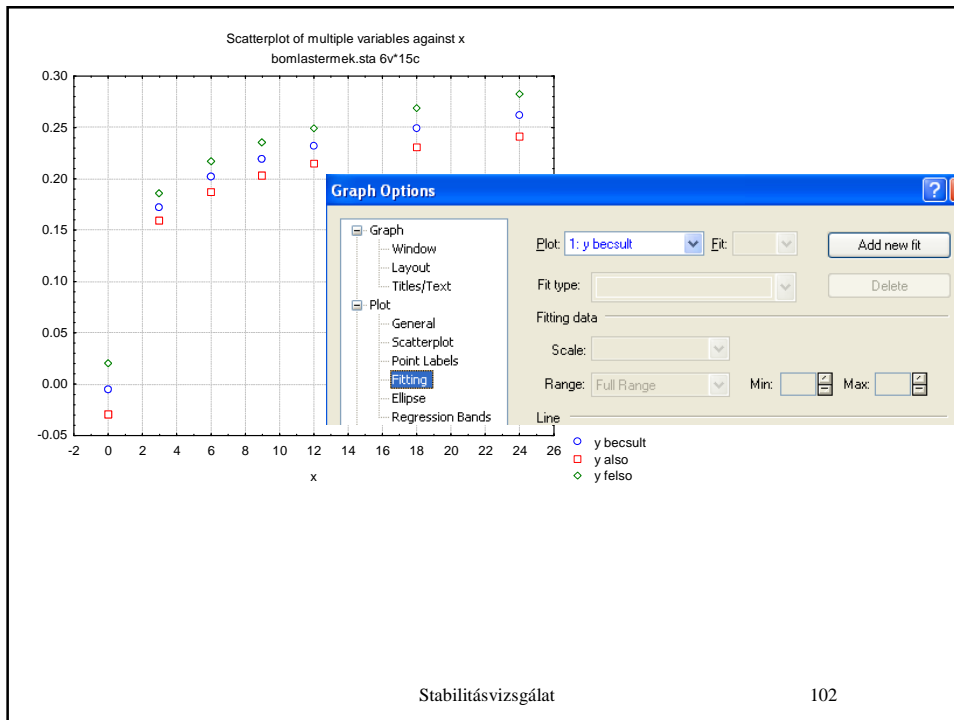 Scatterplot of multiple variables against x
bomlastermek.sta 6v*15c
0.30
0.25
0.20
0.15
0.10
0.05
0.00
-0.05
-2 0 2 4 6 8 10 12 14 16 18 20 22 24 26
x
y becsult
y also
y felso
Graph Options
Graph
Window
Layout
Titles/Text
Plot
General
Scatterplot
Point Labels
Fitting
Ellipse
Regression Bands
Plot: 1: y becsult Fit: Add new fit
Fit type: Delete
Fitting data
Scale:
Range: Full Range Min: Max:
Line
Stabilitásvizsgálat 102